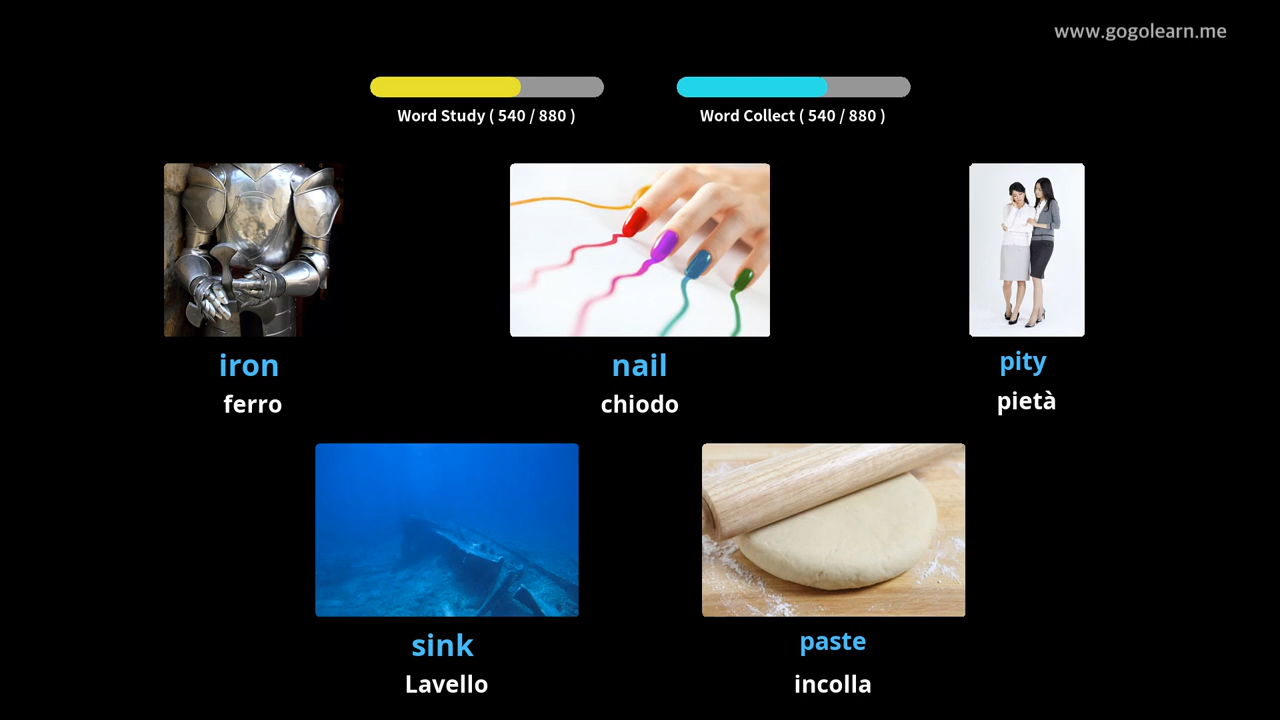 www.gogolearn.me
Word Study ( 540 / 880 )
Word Collect ( 540 / 880 )
iron
ferro
nail
chiodo
pity
pietà
sink
Lavello
paste
incolla